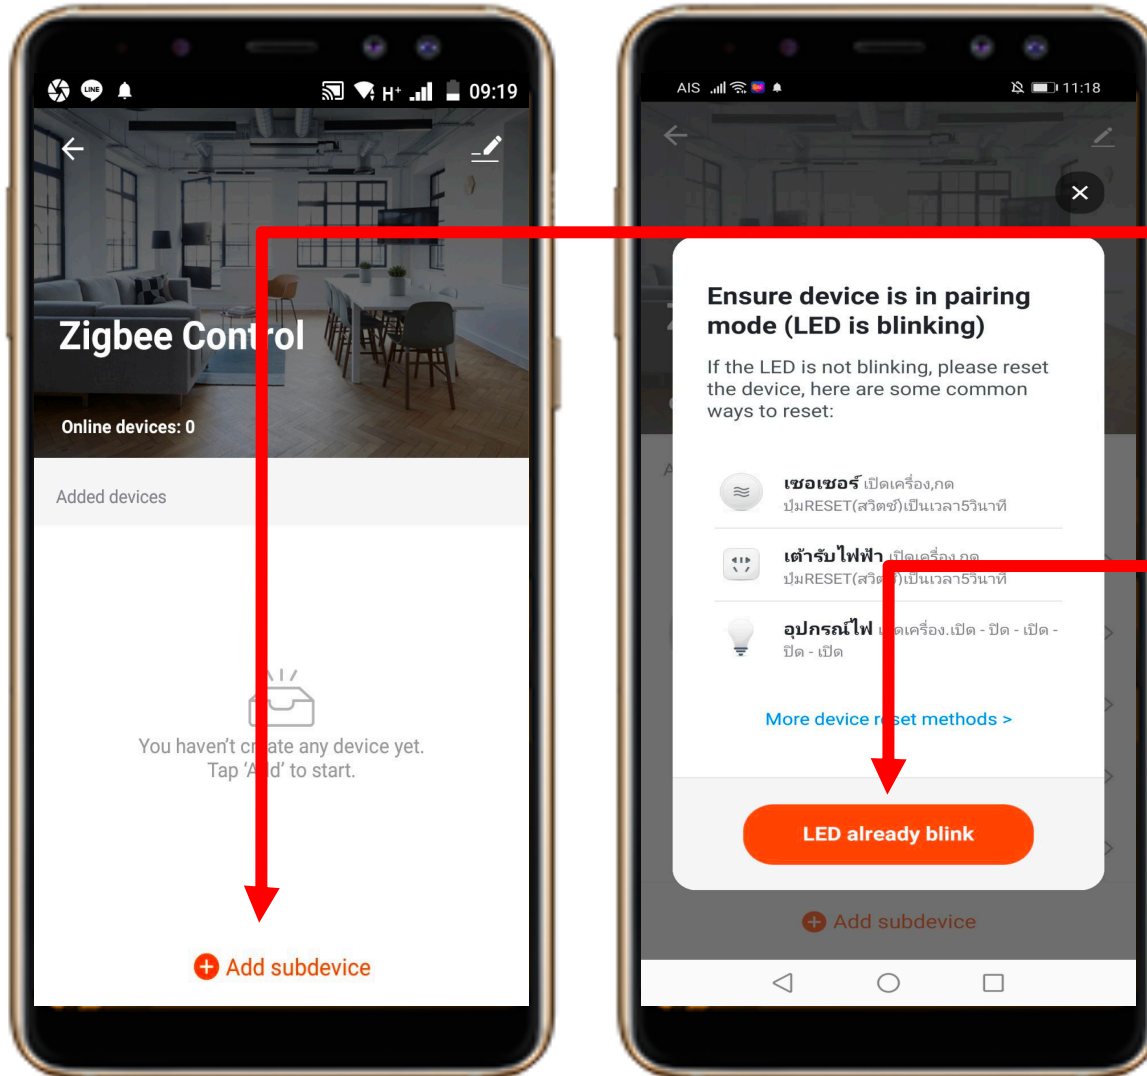 LINE
H+
09:19
Zigbee Control
Online devices: 0
Added devices
You haven't create any device yet.
Tap 'Add' to start.
Add subdevice
AIS
11:18
Ensure device is in pairing
mode (LED is blinking)
If the LED is not blinking, please reset
the device, here are some common
ways to reset:
เซอเซอร์ เปิดเครื่อง,กด
ปุ่มRESET(สวิตซ์)เป็นเวลา5วินาที
เต้ารับไฟฟ้า เปิดเครื่อง,กด
ปุ่มRESET(สวิตซ์)เป็นเวลา5วินาที
อุปกรณ์ไฟ เปิดเครื่อง.เปิด - ปิด - เปิด -
ปิด - เปิด
More device reset methods >
LED already blink
Add subdevice